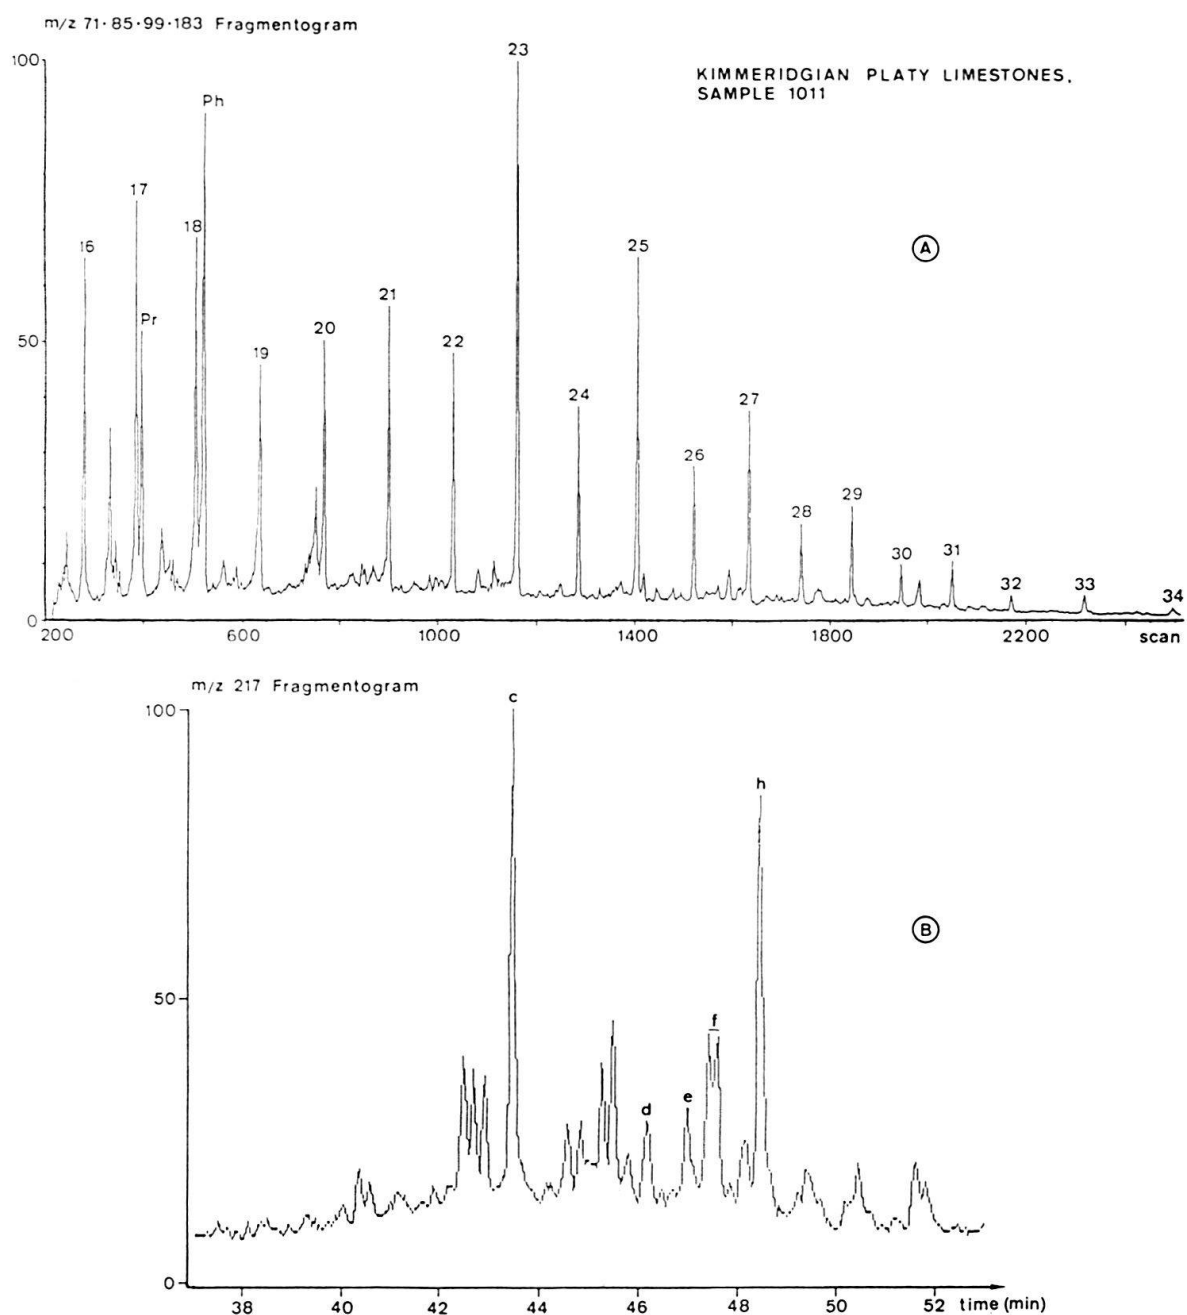 m/z 71·85·99·183 Fragmentogram
KIMMERIDGIAN PLATY LIMESTONES,
SAMPLE 1011
A
100
50
0
16
17
Pr
18
Ph
19
20
21
22
23
24
25
26
27
28
29
30
31
32
33
34
200 600 1000 1400 1800 2200 scan
m/z 217 Fragmentogram
B
100
50
0
c
d
e
f
h
38 40 42 44 46 48 50 52 time (min)